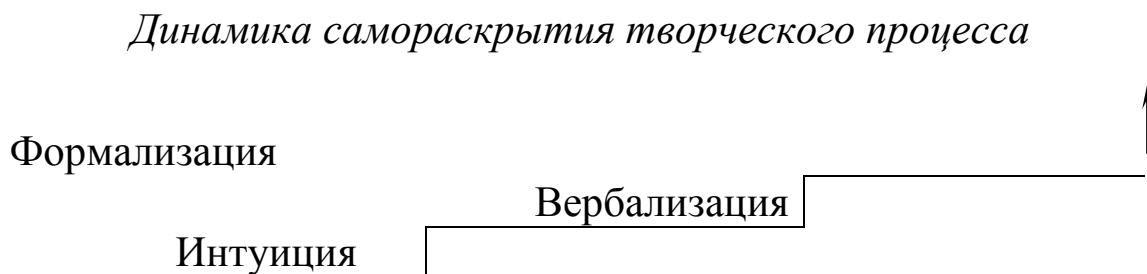 Динамика самораскрытия творческого процесса
Формализация
Вербализация
Интуиция